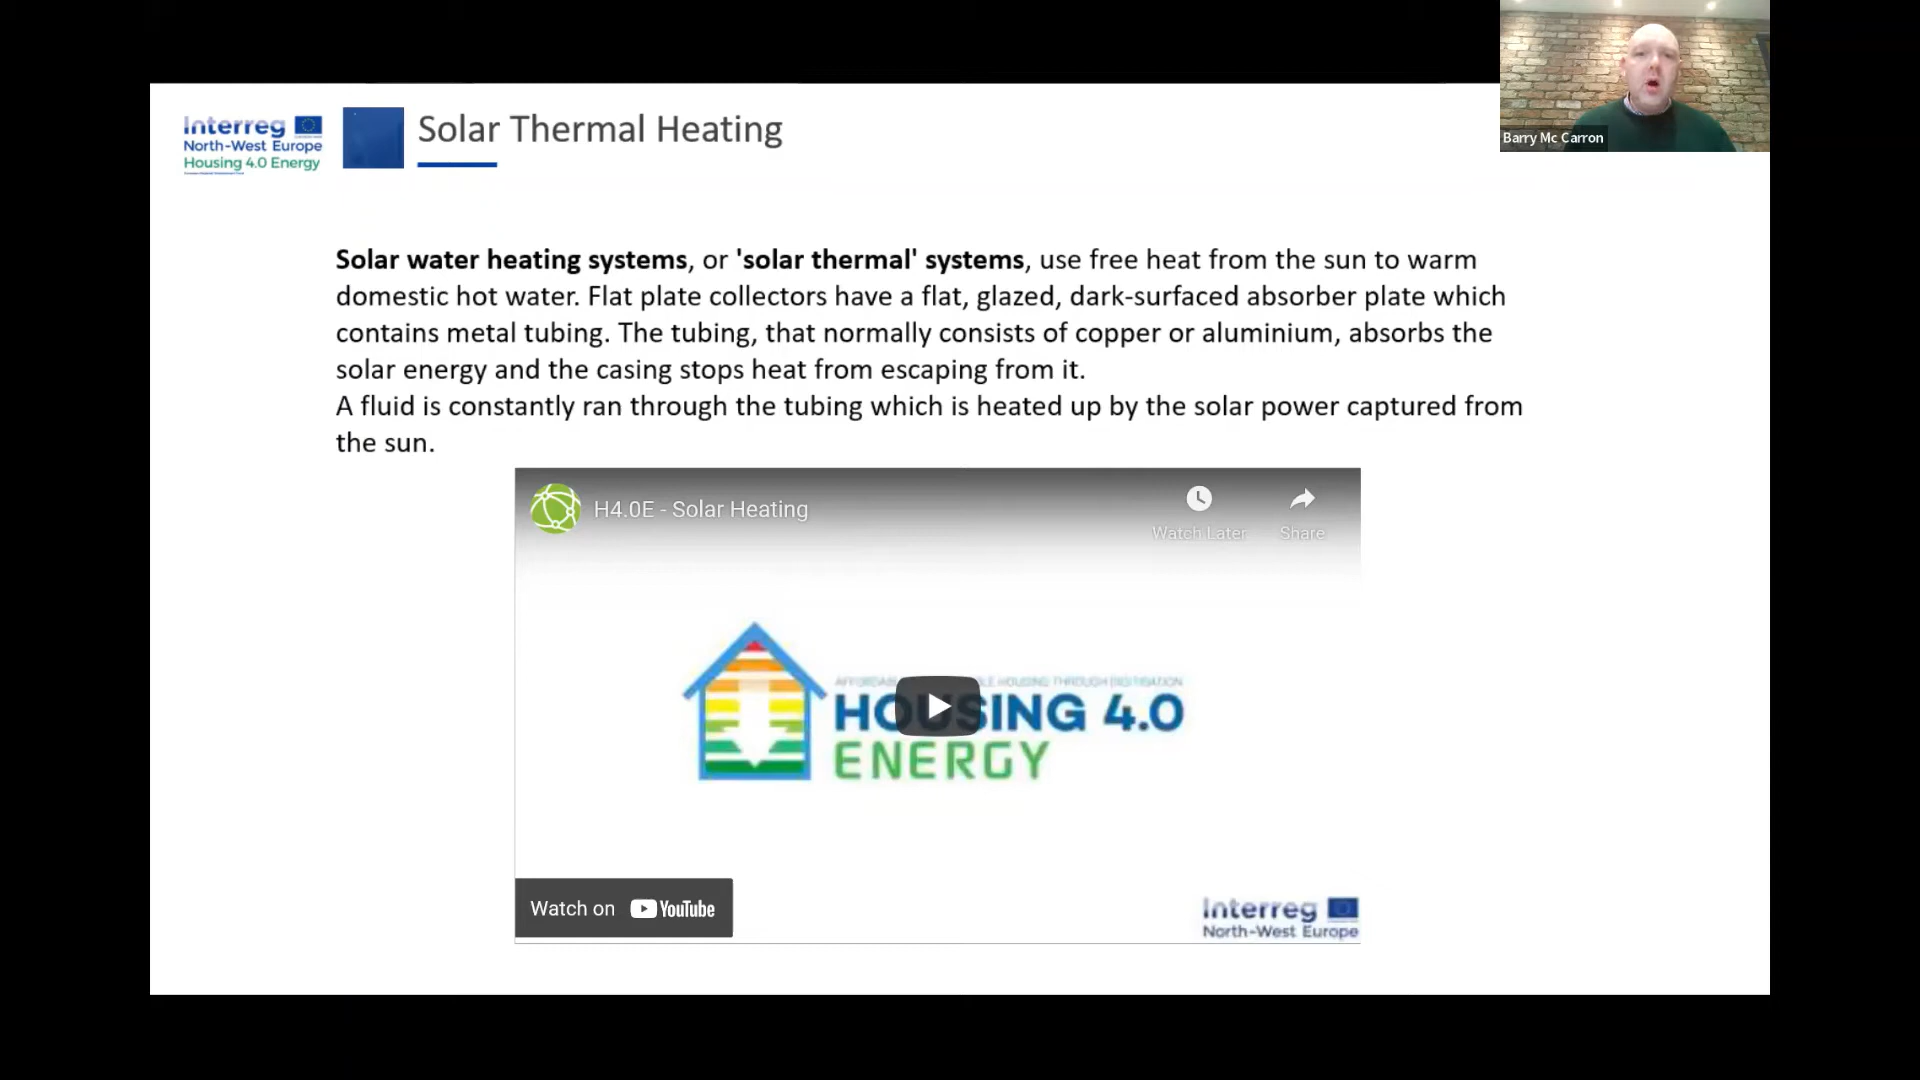 Barry Mc Carron
Interreg
North-West Europe
Housing 4.0 Energy
Solar Thermal Heating
Solar water heating systems, or 'solar thermal' systems, use free heat from the sun to warm
domestic hot water. Flat plate collectors have a flat, glazed, dark-surfaced absorber plate which
contains metal tubing. The tubing, that normally consists of copper or aluminium, absorbs the
solar energy and the casing stops heat from escaping from it.
A fluid is constantly ran through the tubing which is heated up by the solar power captured from
the sun.
H4.0E - Solar Heating
Watch Later
Share
HOUSING THROUGH DIGITISATION
HOUSING 4.0
ENERGY
Watch on YouTube
Interreg
North-West Europe